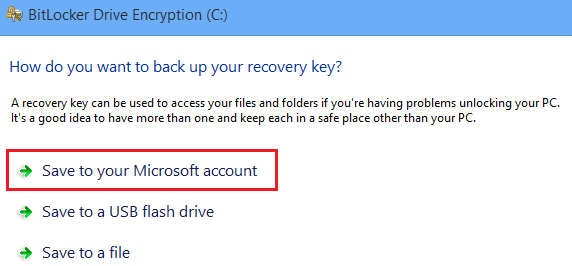 BitLocker Drive Encryption (C:)
How do you want to back up your recovery key?
A recovery key can be used to access your files and folders if you're having problems unlocking your PC.
It's a good idea to have more than one and keep each in a safe place other than your PC.
Save to your Microsoft account
Save to a USB flash drive
Save to a file